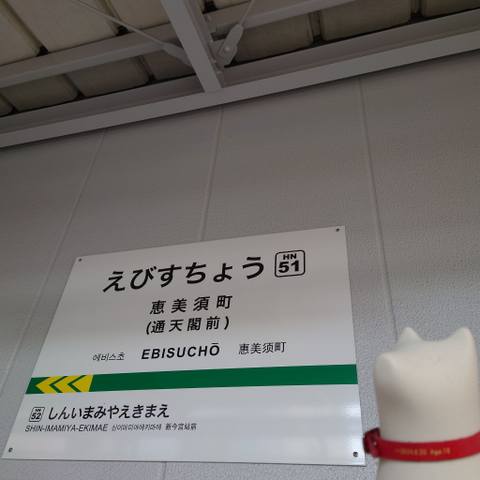 えびすちょう HN 51
恵美須町
(通天閣前)
에비스초 EBISUCHŌ 恵美須町
HN 52 しんいまみやえきまえ
SHIN-IMAMIYA-EKIMAE 신이마미야에키마에 新今宮站前